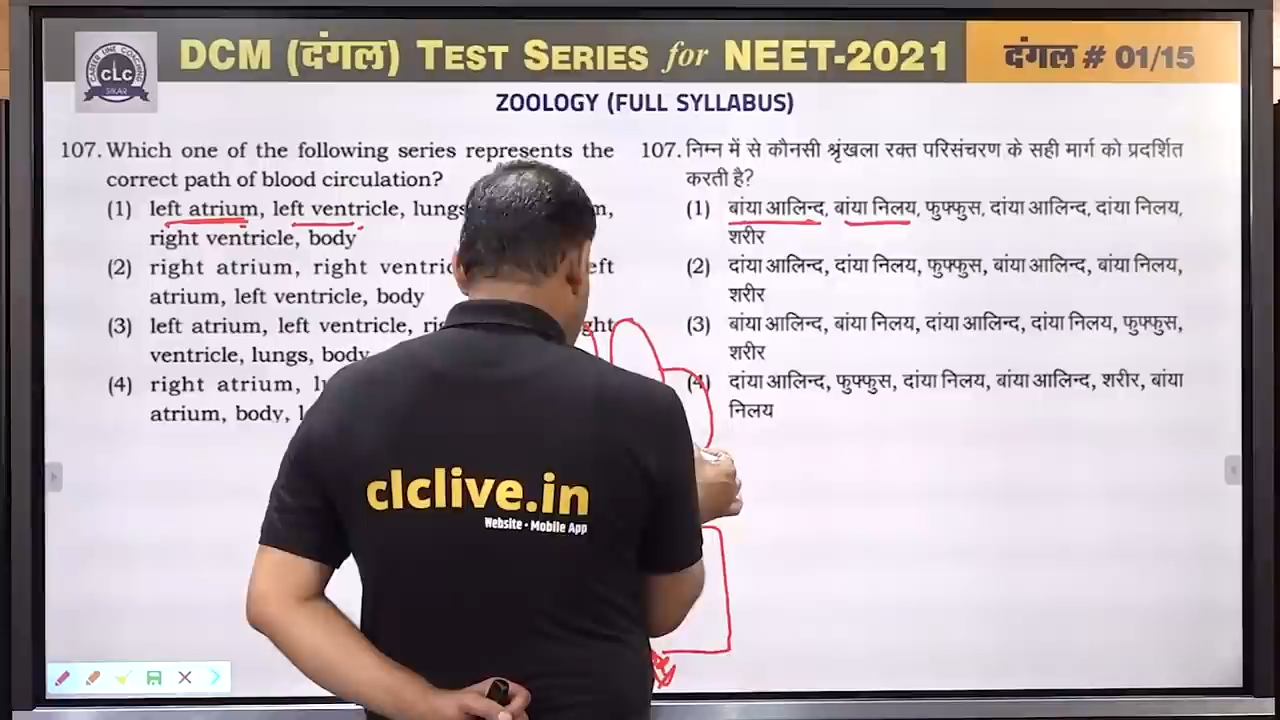 CAREER LINE COACHING
CLC
SIKAR
DCM (दंगल) TEST SERIES for NEET-2021
दंगल # 01/15
ZOOLOGY (FULL SYLLABUS)
107. Which one of the following series represents the
correct path of blood circulation?
(1) left atrium, left ventricle, lungs
right ventricle, body
(2) right atrium, right
atrium, left ventricle, body
(3) left atrium, left ventricle,
ventricle, lungs, body
(4) right atrium,
atrium, body,
107. निम्न में से कौनसी श्रृंखला रक्त परिसंचरण के सही मार्ग को प्रदर्शित
करती है?
(1) बांया आलिन्द, बांया निलय, फुफ्फुस, दांया आलिन्द, दांया निलय,
शरीर
(2) दांया आलिन्द, दांया निलय, फुफ्फुस, बांया आलिन्द, बांया निलय,
शरीर
(3) बांया आलिन्द, बांया निलय, दांया आलिन्द, दांया निलय, फुफ्फुस,
शरीर
(4) दांया आलिन्द, फुफ्फुस, दांया निलय, बांया आलिन्द, शरीर, बांया
निलय
clclive.in
Website • Mobile App